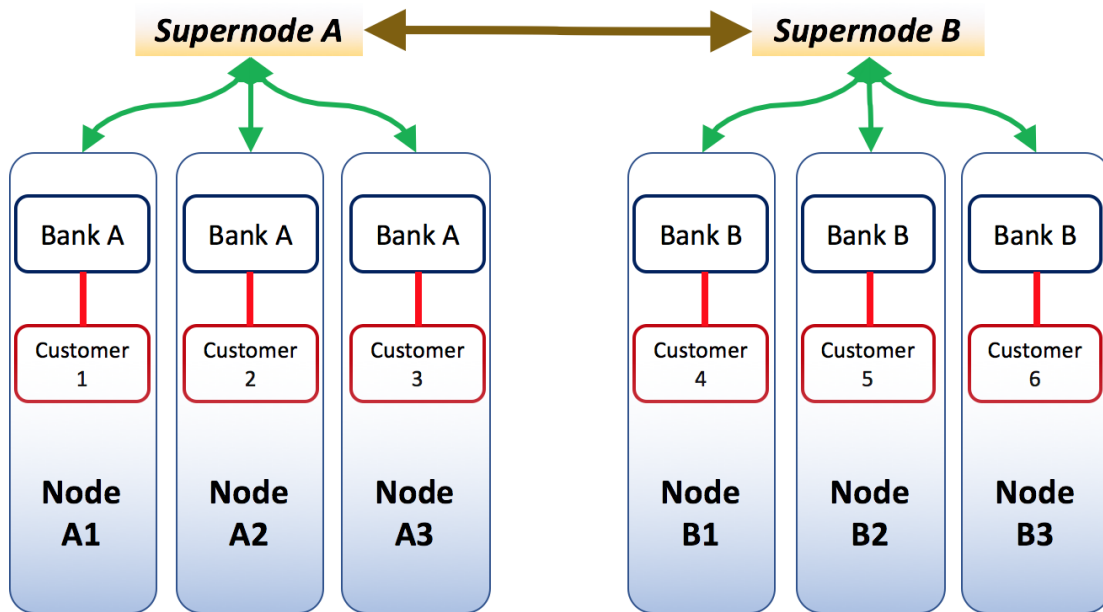 Supernode A
Supernode B
Bank A
Bank A
Bank A
Bank B
Bank B
Bank B
Customer
1
Customer
2
Customer
3
Customer
4
Customer
5
Customer
6
Node
A1
Node
A2
Node
A3
Node
B1
Node
B2
Node
B3